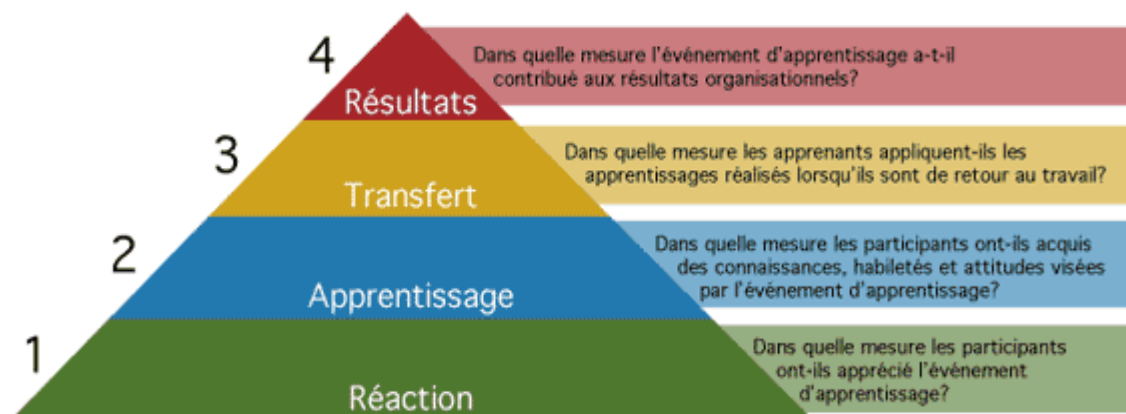 4
Résultats
Dans quelle mesure l'événement d'apprentissage a-t-il
contribué aux résultats organisationnels?
3
Transfert
Dans quelle mesure les apprenants appliquent-ils les
apprentissages réalisés lorsqu'ils sont de retour au travail?
2
Apprentissage
Dans quelle mesure les participants ont-ils acquis
des connaissances, habiletés et attitudes visées
par l'événement d'apprentissage?
1
Réaction
Dans quelle mesure les participants
ont-ils apprécié l'événement
d'apprentissage?